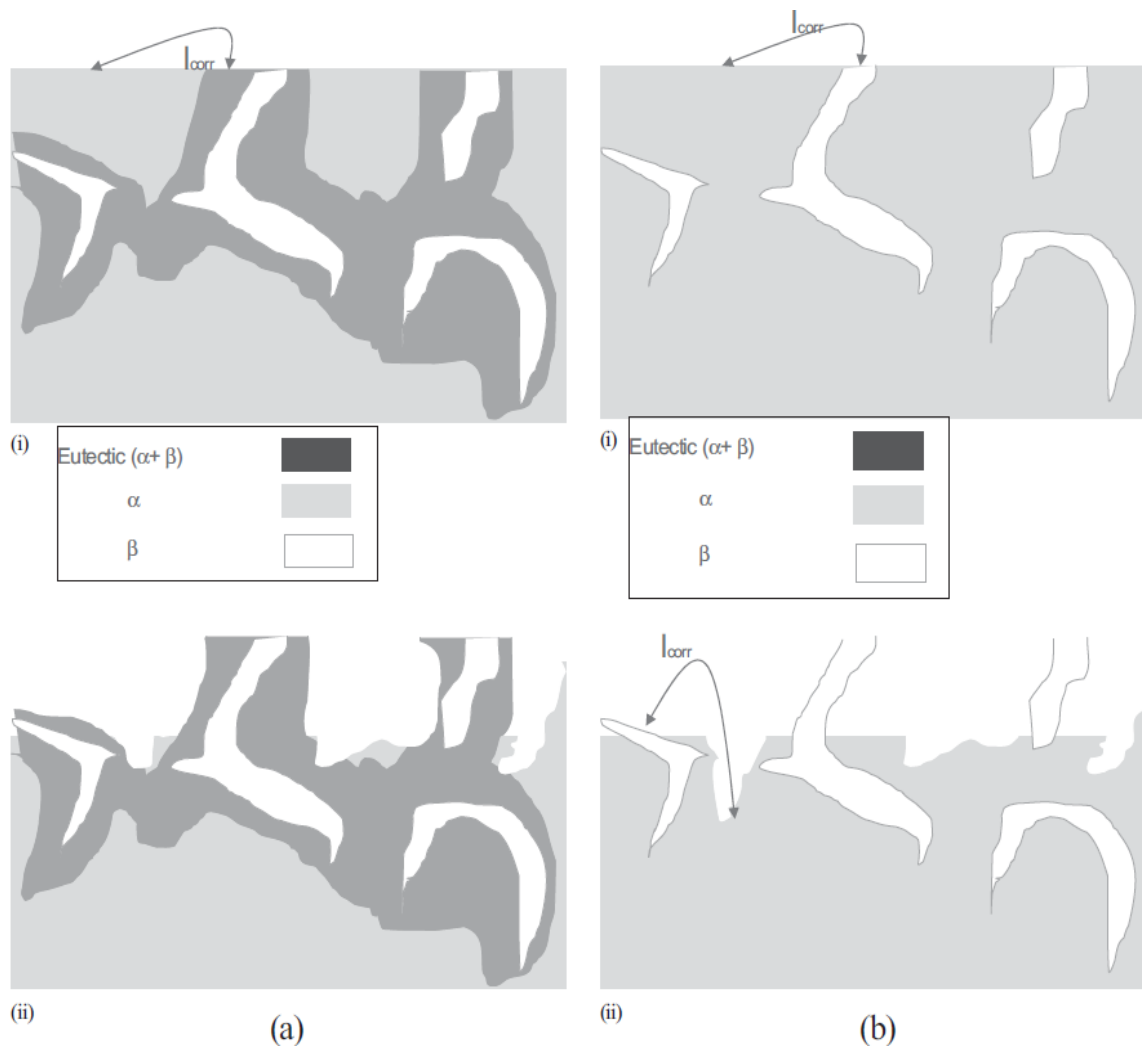 Icorr
Icorr
(i)
Eutectic (α+ β)
α
β
(i)
Eutectic (α+ β)
α
β
Icorr
(ii)
(a)
(ii)
(b)